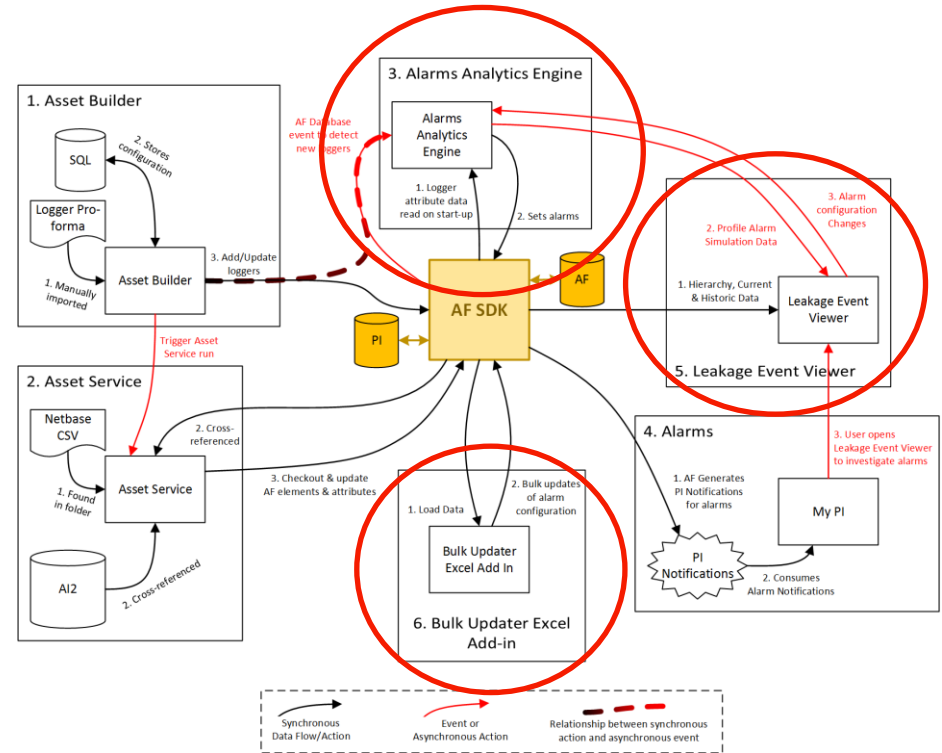 1. Asset Builder
SQL
2. Stores
configuration
Logger Pro-
forma
1. Manually
imported
Asset Builder
3. Add/Update
loggers
Trigger Asset
Service run
2. Asset Service
Netbase
CSV
1. Found
in folder
Asset Service
AI2
2. Cross-referenced
2. Cross-
referenced
3. Checkout & update
AF elements & attributes
3. Alarms Analytics Engine
AF Database
event to detect
new loggers
Alarms
Analytics
Engine
1. Logger
attribute data
read on start-up
2. Sets alarms
AF SDK
AF
PI
3. Alarm
configuration
Changes
2. Profile Alarm
Simulation Data
1. Hierarchy, Current
& Historic Data
Leakage Event
Viewer
5. Leakage Event Viewer
4. Alarms
3. User opens
Leakage Event Viewer
to investigate alarms
1. AF Generates
PI Notifications
for alarms
My PI
PI
Notifications
2. Consumes
Alarm Notifications
1. Load Data
2. Bulk updates
of alarm
configuration
Bulk Updater
Excel Add In
6. Bulk Updater Excel
Add-in
Synchronous
Data Flow/Action
Event or
Asynchronous Action
Relationship between synchronous
action and asynchronous event